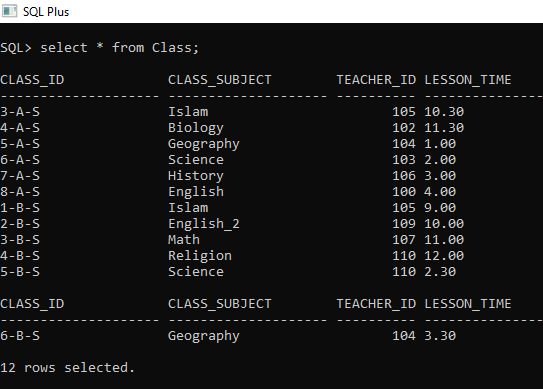 SQL Plus
SQL> select * from Class;
CLASS_ID CLASS_SUBJECT TEACHER_ID LESSON_TIME
-------------------- -------------------- ---------- ---------------
3-A-S Islam 105 10.30
4-A-S Biology 102 11.30
5-A-S Geography 104 1.00
6-A-S Science 103 2.00
7-A-S History 106 3.00
8-A-S English 100 4.00
1-B-S Islam 105 9.00
2-B-S English_2 109 10.00
3-B-S Math 107 11.00
4-B-S Religion 110 12.00
5-B-S Science 110 2.30
CLASS_ID CLASS_SUBJECT TEACHER_ID LESSON_TIME
-------------------- -------------------- ---------- ---------------
6-B-S Geography 104 3.30
12 rows selected.